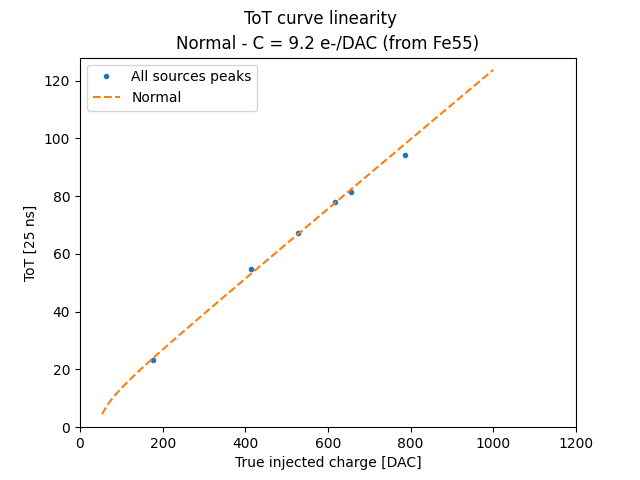 ToT curve linearity
Normal - C = 9.2 e-/DAC (from Fe55)
All sources peaks
Normal
ToT [25 ns]
120
100
80
60
40
20
0
0 200 400 600 800 1000 1200
True injected charge [DAC]